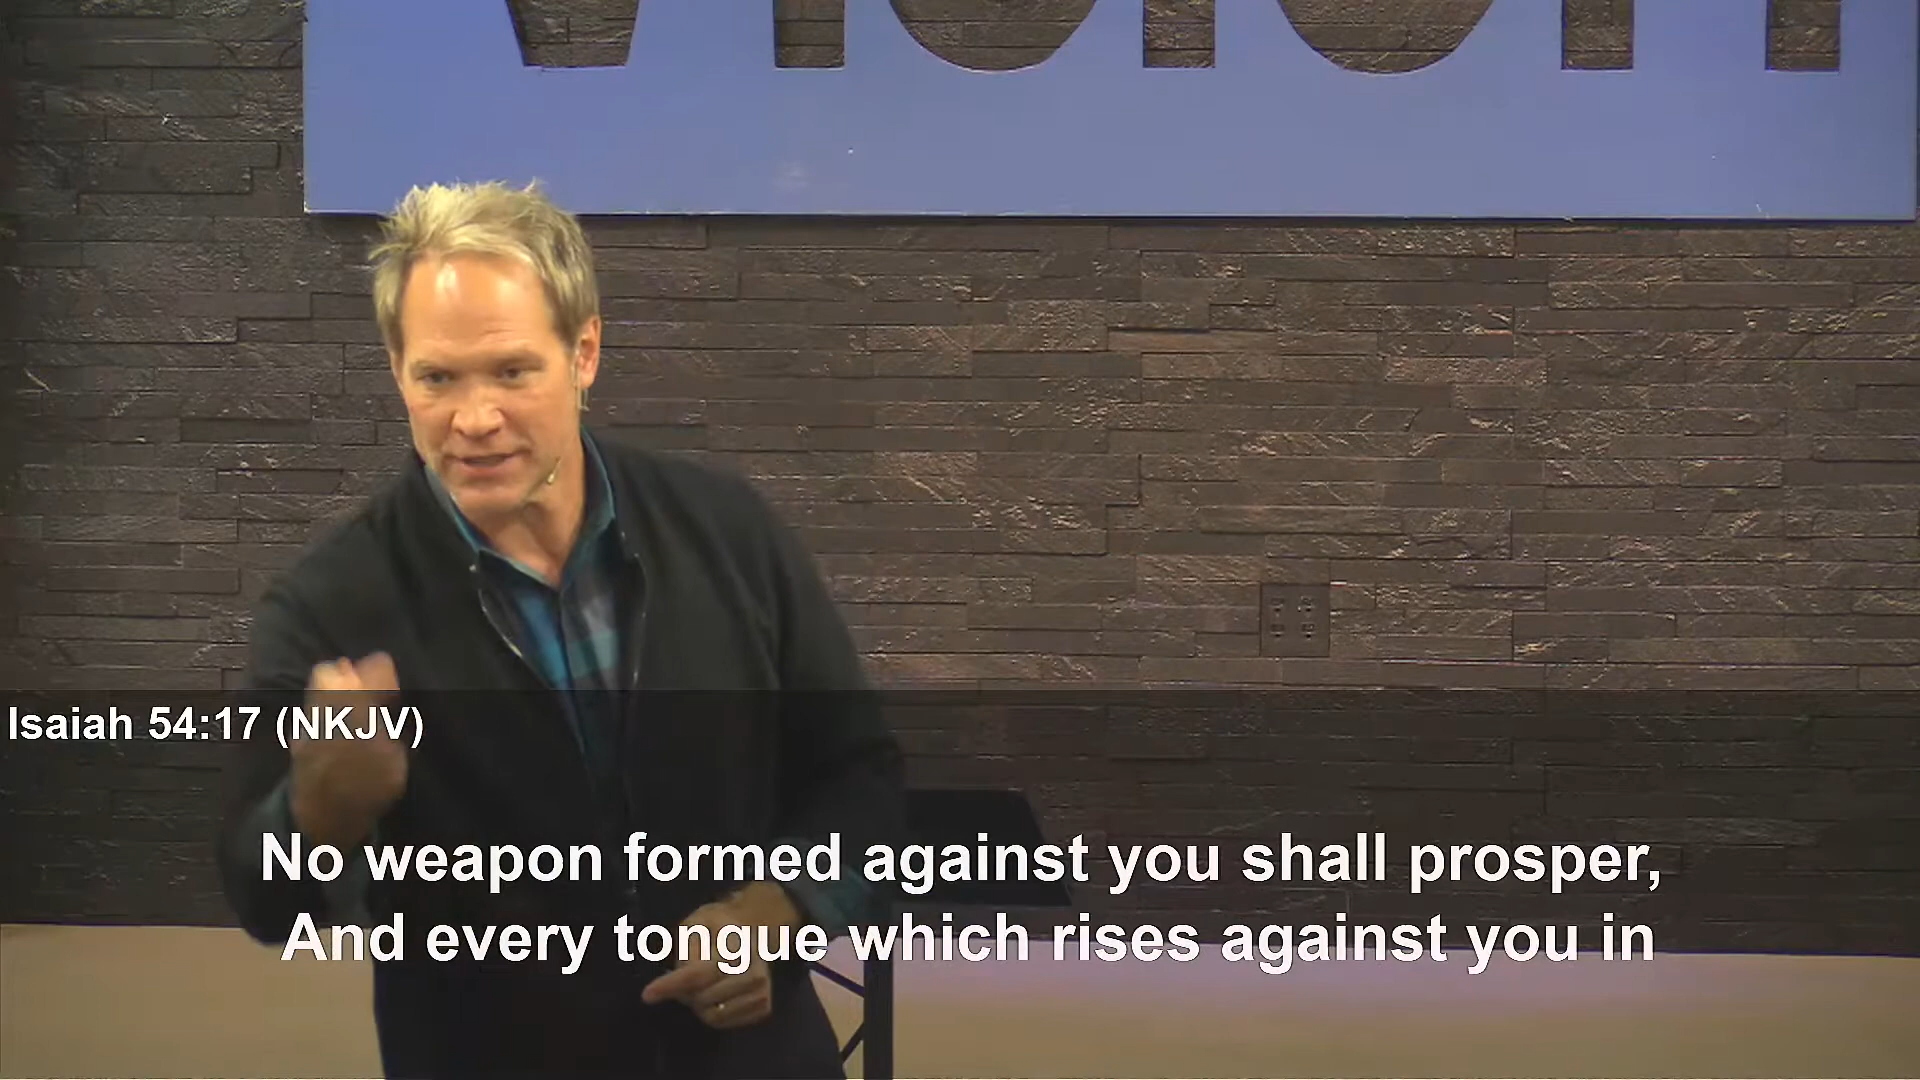 Vision
Isaiah 54:17 (NKJV)
No weapon formed against you shall prosper,
And every tongue which rises against you in